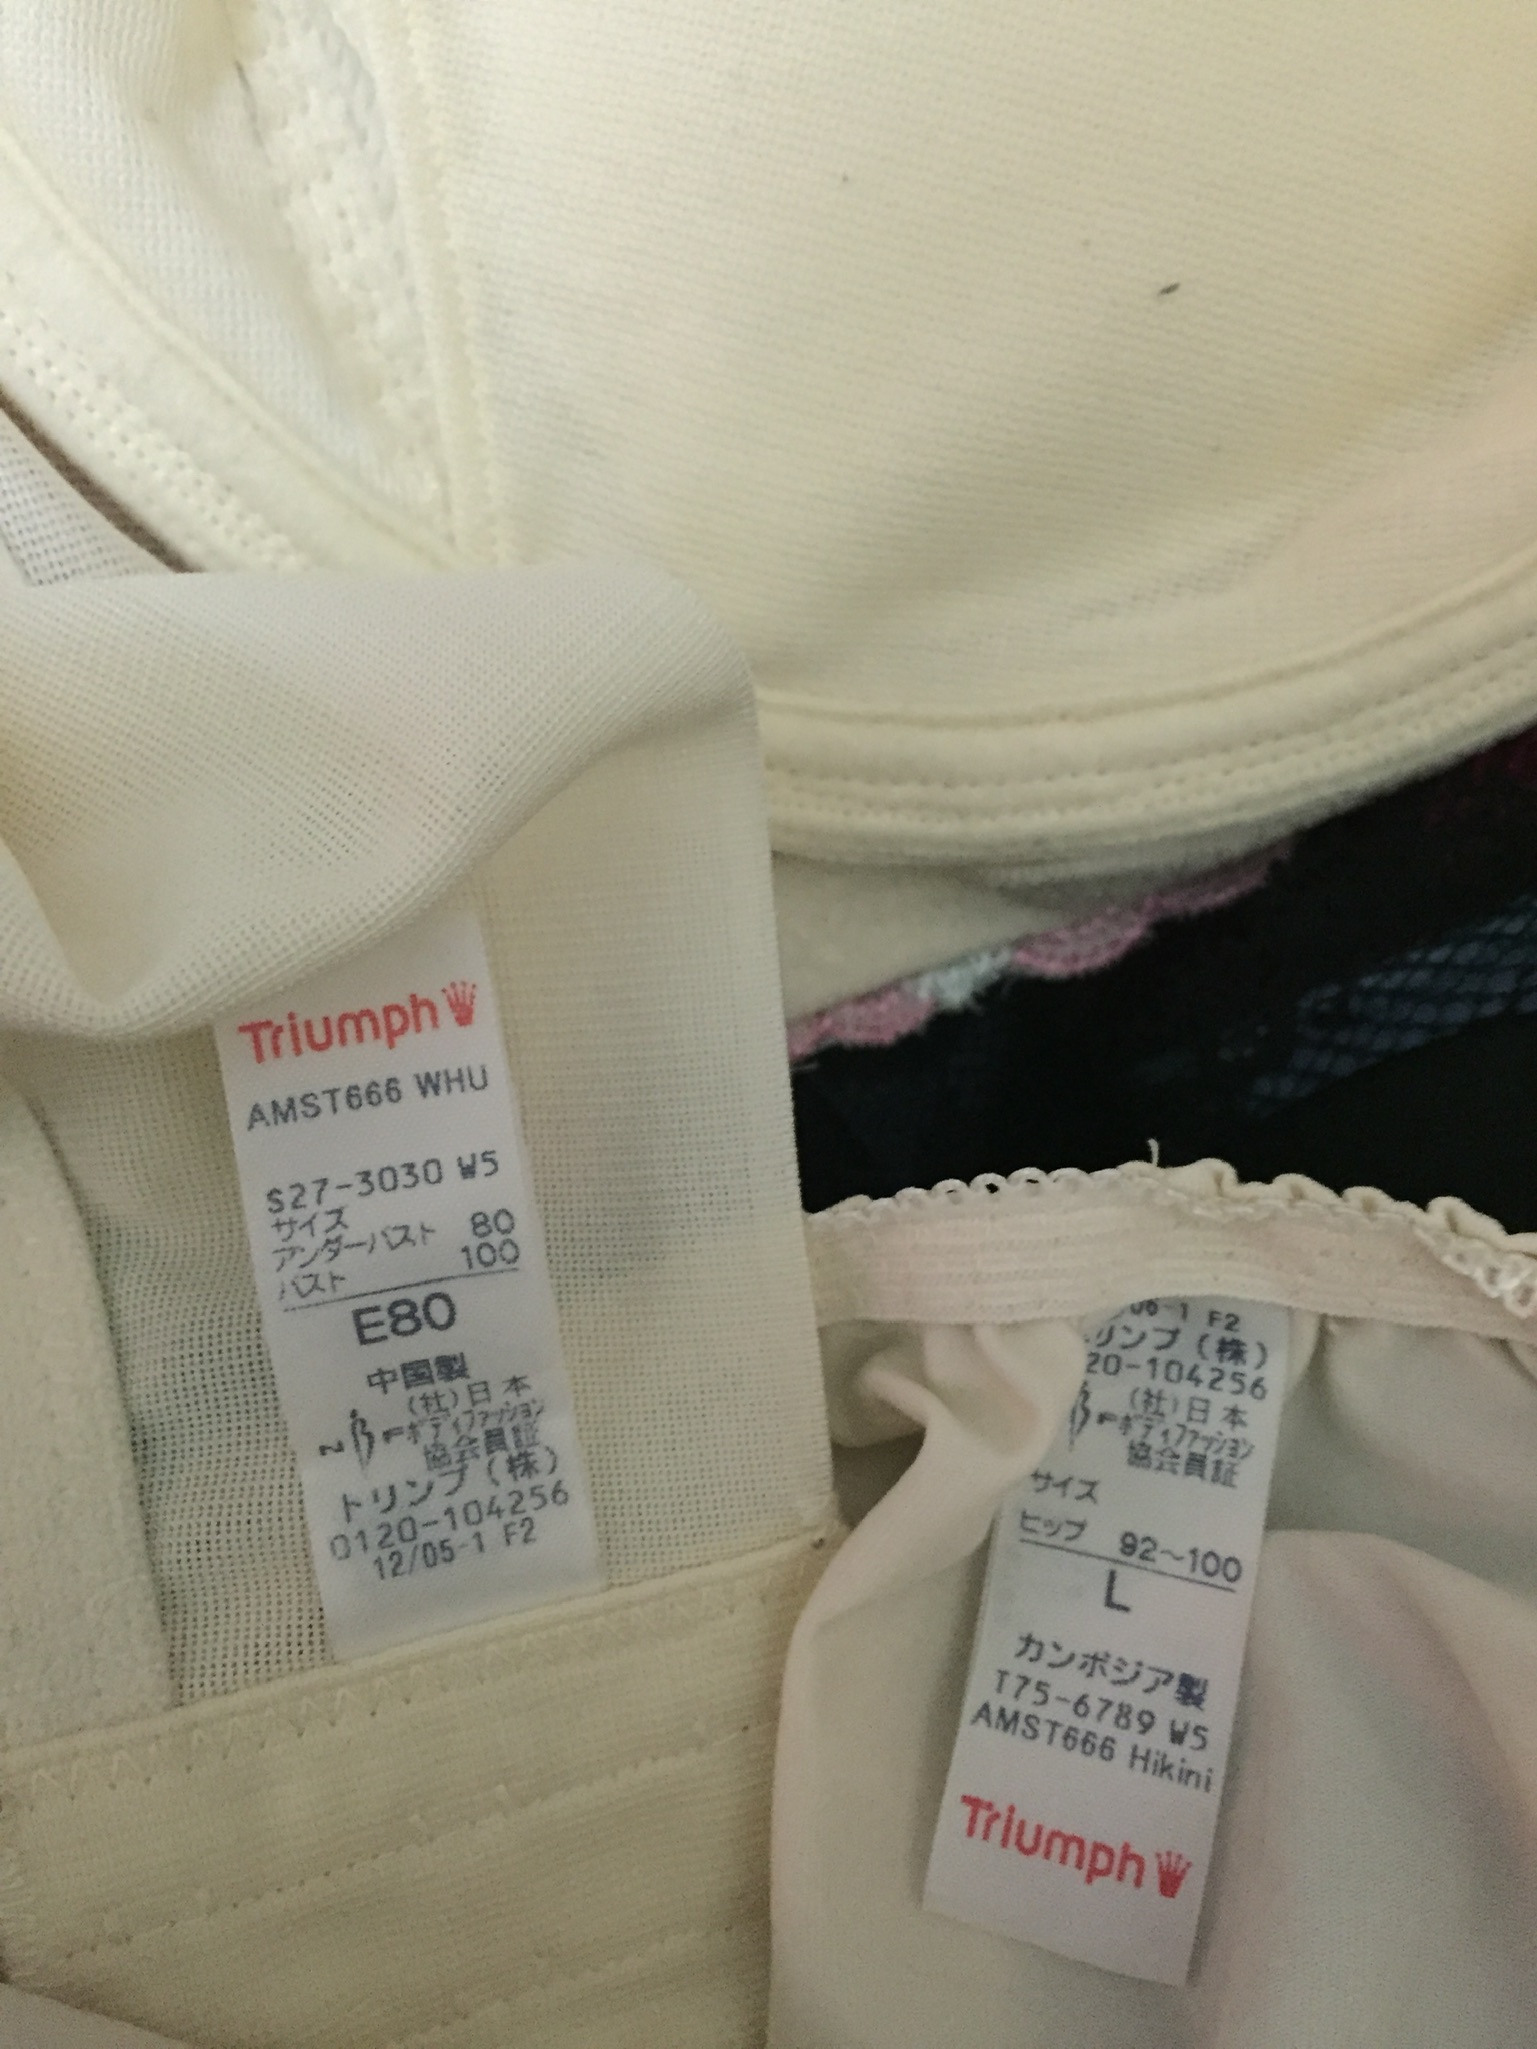 Triumph
AMST666 WHU
S27-3030 W5
サイズ
アンダーバスト 80
バスト 100
E80
中国製
(社)日本
ボディファッション
協会員証
トリンプ(株)
0120-104256
12/05-1 F2
06-1 F2
リンプ(株)
20-104256
(社)日本
ボディファッション
協会員証
サイズ
ヒップ 92〜100
L
カンボジア製
T75-6789 W5
AMST666 Hikini
Triumph